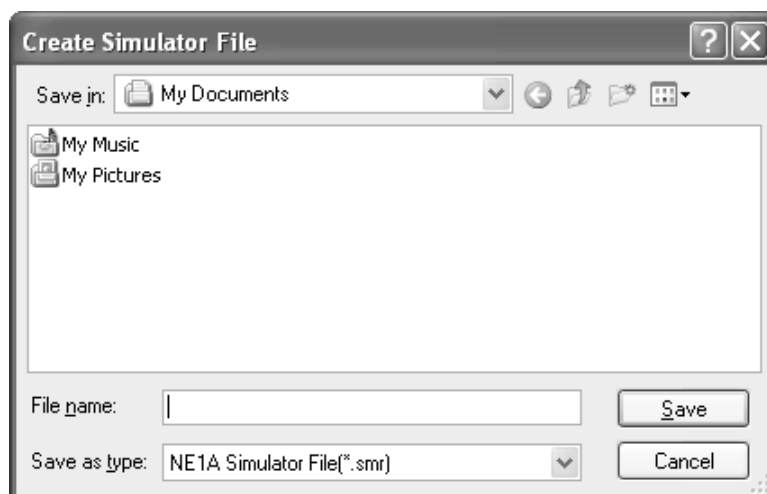 Create Simulator File
Save in: My Documents
My Music
My Pictures
File name:
Save
Save as type: NE1A Simulator File(*.smr)
Cancel